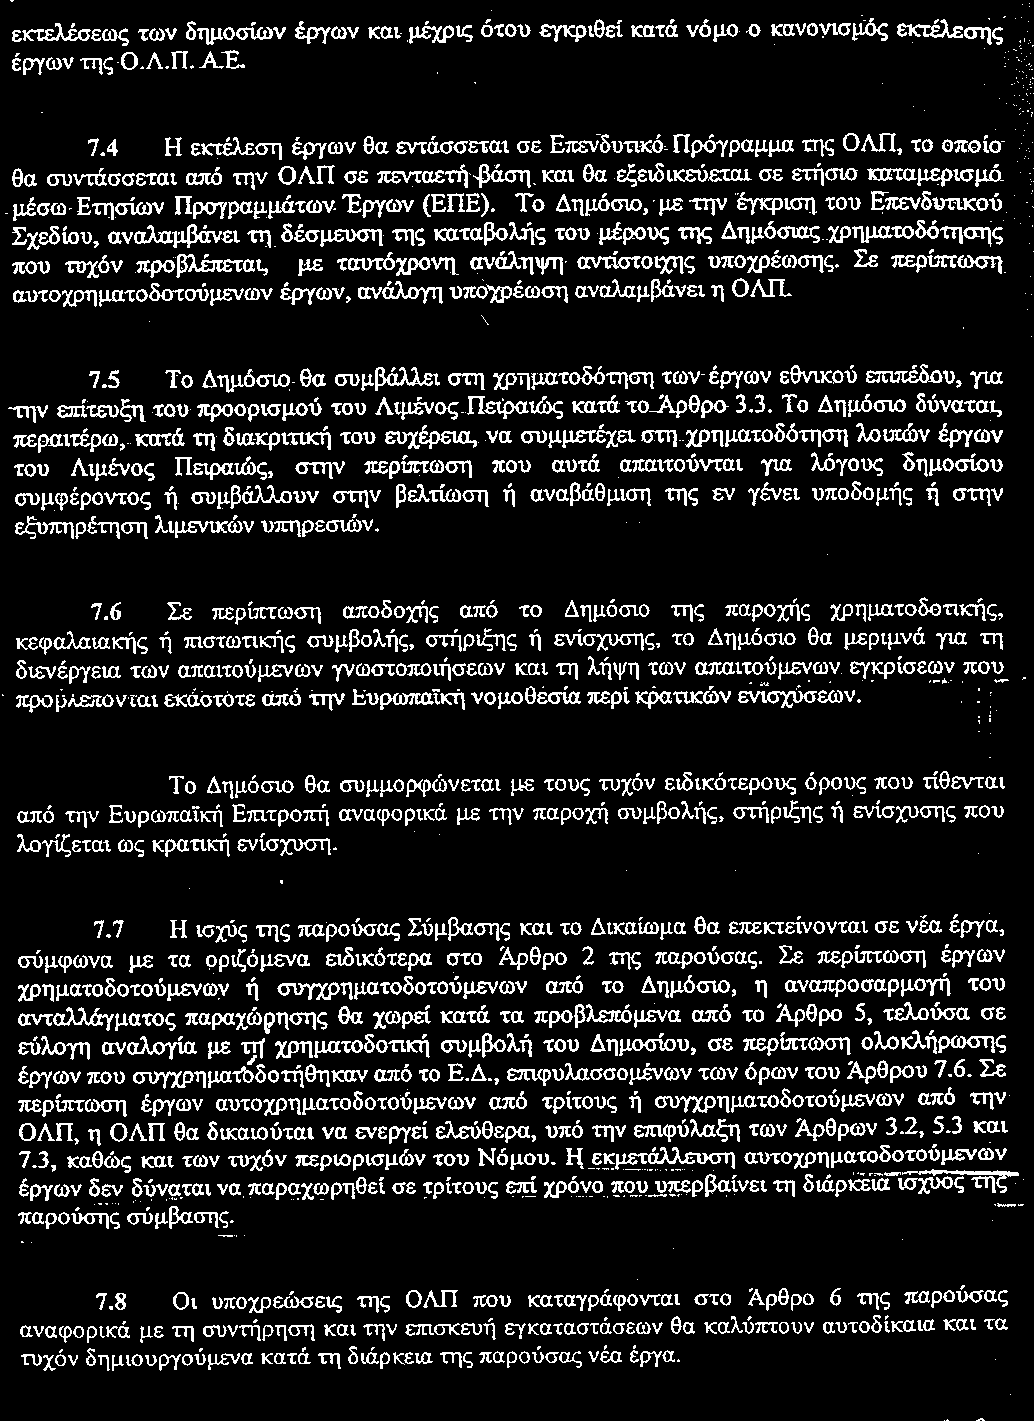 εκτελέσεως των δημοσίων έργων και μέχρις ότου εγκριθεί κατά νόμο ο κανονισμός εκτέλεσης
έργων της Ο.Λ.Π. Α.Ε.
7.4 Η εκτέλεση έργων θα εντάσσεται σε Επενδυτικό Πρόγραμμα της ΟΛΠ, το οποίο
θα συντάσσεται από την ΟΛΠ σε πενταετή βάση και θα εξειδικεύεται σε ετήσιο καταμερισμό
μέσω Ετησίων Προγραμμάτων Έργων (ΕΠΕ). Το Δημόσιο, με την έγκριση του Επενδυτικού
Σχεδίου, αναλαμβάνει τη δέσμευση της καταβολής του μέρους της Δημόσιας χρηματοδότησης
που τυχόν προβλέπεται, με ταυτόχρονη ανάληψη αντίστοιχης υποχρέωσης. Σε περίπτωση
αυτοχρηματοδοτούμενων έργων, ανάλογη υποχρέωση αναλαμβάνει η ΟΛΠ.
7.5 Το Δημόσιο θα συμβάλλει στη χρηματοδότηση των έργων εθνικού επιπέδου, για
την επίτευξη του προορισμού του Λιμένος Πειραιώς κατά το Άρθρο 3.3. Το Δημόσιο δύναται,
περαιτέρω, κατά τη διακριτική του ευχέρεια, να συμμετέχει στη χρηματοδότηση λοιπών έργων
του Λιμένος Πειραιώς, στην περίπτωση που αυτά απαιτούνται για λόγους δημοσίου
συμφέροντος ή συμβάλλουν στην βελτίωση ή αναβάθμιση της εν γένει υποδομής ή στην
εξυπηρέτηση λιμενικών υπηρεσιών.
7.6 Σε περίπτωση αποδοχής από το Δημόσιο της παροχής χρηματοδοτικής,
κεφαλαιακής ή πιστωτικής συμβολής, στήριξης ή ενίσχυσης, το Δημόσιο θα μεριμνά για τη
διενέργεια των απαιτούμενων γνωστοποιήσεων και τη λήψη των απαιτούμενων εγκρίσεων που
προβλέπονται εκάστοτε από την Ευρωπαϊκή νομοθεσία περί κρατικών ενισχύσεων.
Το Δημόσιο θα συμμορφώνεται με τους τυχόν ειδικότερους όρους που τίθενται
από την Ευρωπαϊκή Επιτροπή αναφορικά με την παροχή συμβολής, στήριξης ή ενίσχυσης που
λογίζεται ως κρατική ενίσχυση.
7.7 Η ισχύς της παρούσας Σύμβασης και το Δικαίωμα θα επεκτείνονται σε νέα έργα,
σύμφωνα με τα οριζόμενα ειδικότερα στο Άρθρο 2 της παρούσας. Σε περίπτωση έργων
χρηματοδοτούμενων ή συγχρηματοδοτούμενων από το Δημόσιο, η αναπροσαρμογή του
ανταλλάγματος παραχώρησης θα χωρεί κατά τα προβλεπόμενα από το Άρθρο 5, τελούσα σε
εύλογη αναλογία με τη χρηματοδοτική συμβολή του Δημοσίου, σε περίπτωση ολοκλήρωσης
έργων που συγχρηματοδοτήθηκαν από το Ε.Δ., επιφυλασσομένων των όρων του Άρθρου 7.6. Σε
περίπτωση έργων αυτοχρηματοδοτούμενων από τρίτους ή συγχρηματοδοτούμενων από την
ΟΛΠ, η ΟΛΠ θα δικαιούται να ενεργεί ελεύθερα, υπό την επιφύλαξη των Άρθρων 3.2, 5.3 και
7.3, καθώς και των τυχόν περιορισμών του Νόμου. Η εκμετάλλευση αυτοχρηματοδοτούμενων
έργων δεν δύναται να παραχωρηθεί σε τρίτους επί χρόνο που υπερβαίνει τη διάρκεια ισχύος της
παρούσης σύμβασης.
7.8 Οι υποχρεώσεις της ΟΛΠ που καταγράφονται στο Άρθρο 6 της παρούσας
αναφορικά με τη συντήρηση και την επισκευή εγκαταστάσεων θα καλύπτουν αυτοδίκαια και τα
τυχόν δημιουργούμενα κατά τη διάρκεια της παρούσας νέα έργα.